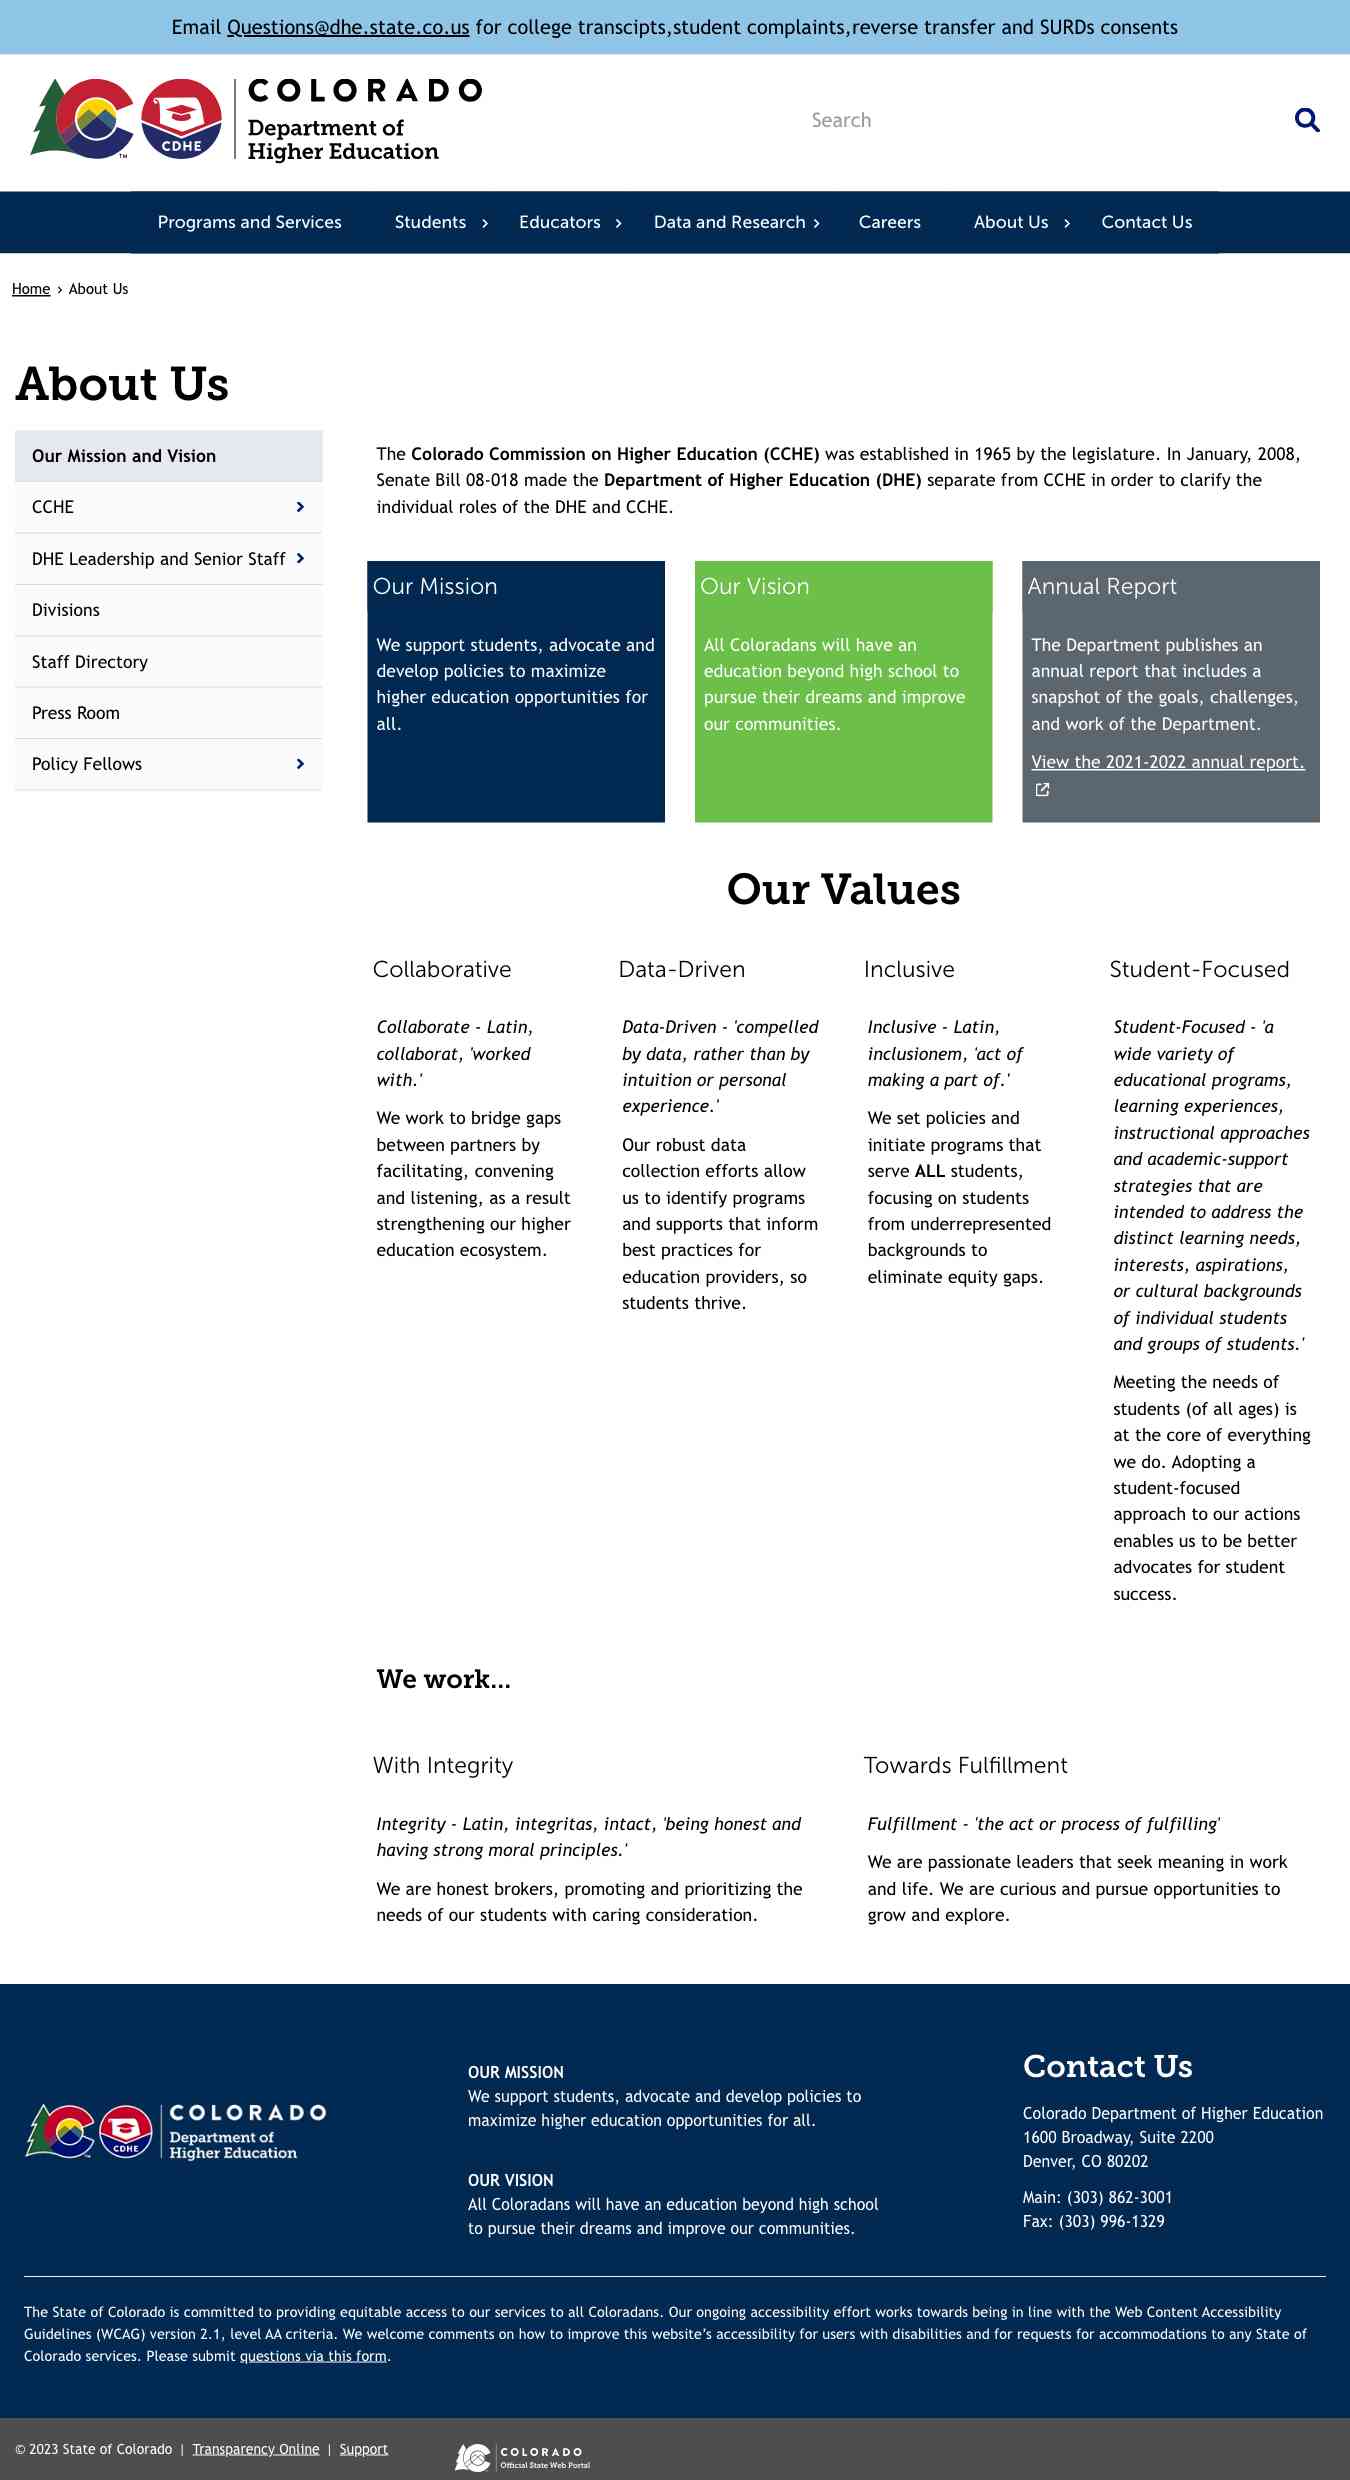 Email Questions@dhe.state.co.us for college transcipts,student complaints,reverse transfer and SURDs consents
CDHE
TM
COLORADO
Department of
Higher Education
Search
Programs and Services
Students
Educators
Data and Research
Careers
About Us
Contact Us
Home › About Us
About Us
Our Mission and Vision
CCHE
DHE Leadership and Senior Staff
Divisions
Staff Directory
Press Room
Policy Fellows
The Colorado Commission on Higher Education (CCHE) was established in 1965 by the legislature. In January, 2008,
Senate Bill 08-018 made the Department of Higher Education (DHE) separate from CCHE in order to clarify the
individual roles of the DHE and CCHE.
Our Mission
We support students, advocate and
develop policies to maximize
higher education opportunities for
all.
Our Vision
All Coloradans will have an
education beyond high school to
pursue their dreams and improve
our communities.
Annual Report
The Department publishes an
annual report that includes a
snapshot of the goals, challenges,
and work of the Department.
View the 2021-2022 annual report.
Our Values
Collaborative
Collaborate - Latin,
collaborat, 'worked
with.'
We work to bridge gaps
between partners by
facilitating, convening
and listening, as a result
strengthening our higher
education ecosystem.
Data-Driven
Data-Driven - 'compelled
by data, rather than by
intuition or personal
experience.'
Our robust data
collection efforts allow
us to identify programs
and supports that inform
best practices for
education providers, so
students thrive.
Inclusive
Inclusive - Latin,
inclusionem, 'act of
making a part of.'
We set policies and
initiate programs that
serve ALL students,
focusing on students
from underrepresented
backgrounds to
eliminate equity gaps.
Student-Focused
Student-Focused - 'a
wide variety of
educational programs,
learning experiences,
instructional approaches
and academic-support
strategies that are
intended to address the
distinct learning needs,
interests, aspirations,
or cultural backgrounds
of individual students
and groups of students.'
Meeting the needs of
students (of all ages) is
at the core of everything
we do. Adopting a
student-focused
approach to our actions
enables us to be better
advocates for student
success.
We work...
With Integrity
Integrity - Latin, integritas, intact, 'being honest and
having strong moral principles.'
We are honest brokers, promoting and prioritizing the
needs of our students with caring consideration.
Towards Fulfillment
Fulfillment - 'the act or process of fulfilling'
We are passionate leaders that seek meaning in work
and life. We are curious and pursue opportunities to
grow and explore.
CDHE
COLORADO
Department of
Higher Education
OUR MISSION
We support students, advocate and develop policies to
maximize higher education opportunities for all.
OUR VISION
All Coloradans will have an education beyond high school
to pursue their dreams and improve our communities.
Contact Us
Colorado Department of Higher Education
1600 Broadway, Suite 2200
Denver, CO 80202
Main: (303) 862-3001
Fax: (303) 996-1329
The State of Colorado is committed to providing equitable access to our services to all Coloradans. Our ongoing accessibility effort works towards being in line with the Web Content Accessibility
Guidelines (WCAG) version 2.1, level AA criteria. We welcome comments on how to improve this website's accessibility for users with disabilities and for requests for accommodations to any State of
Colorado services. Please submit questions via this form.
© 2023 State of Colorado | Transparency Online | Support
COLORADO
Official State Web Portal